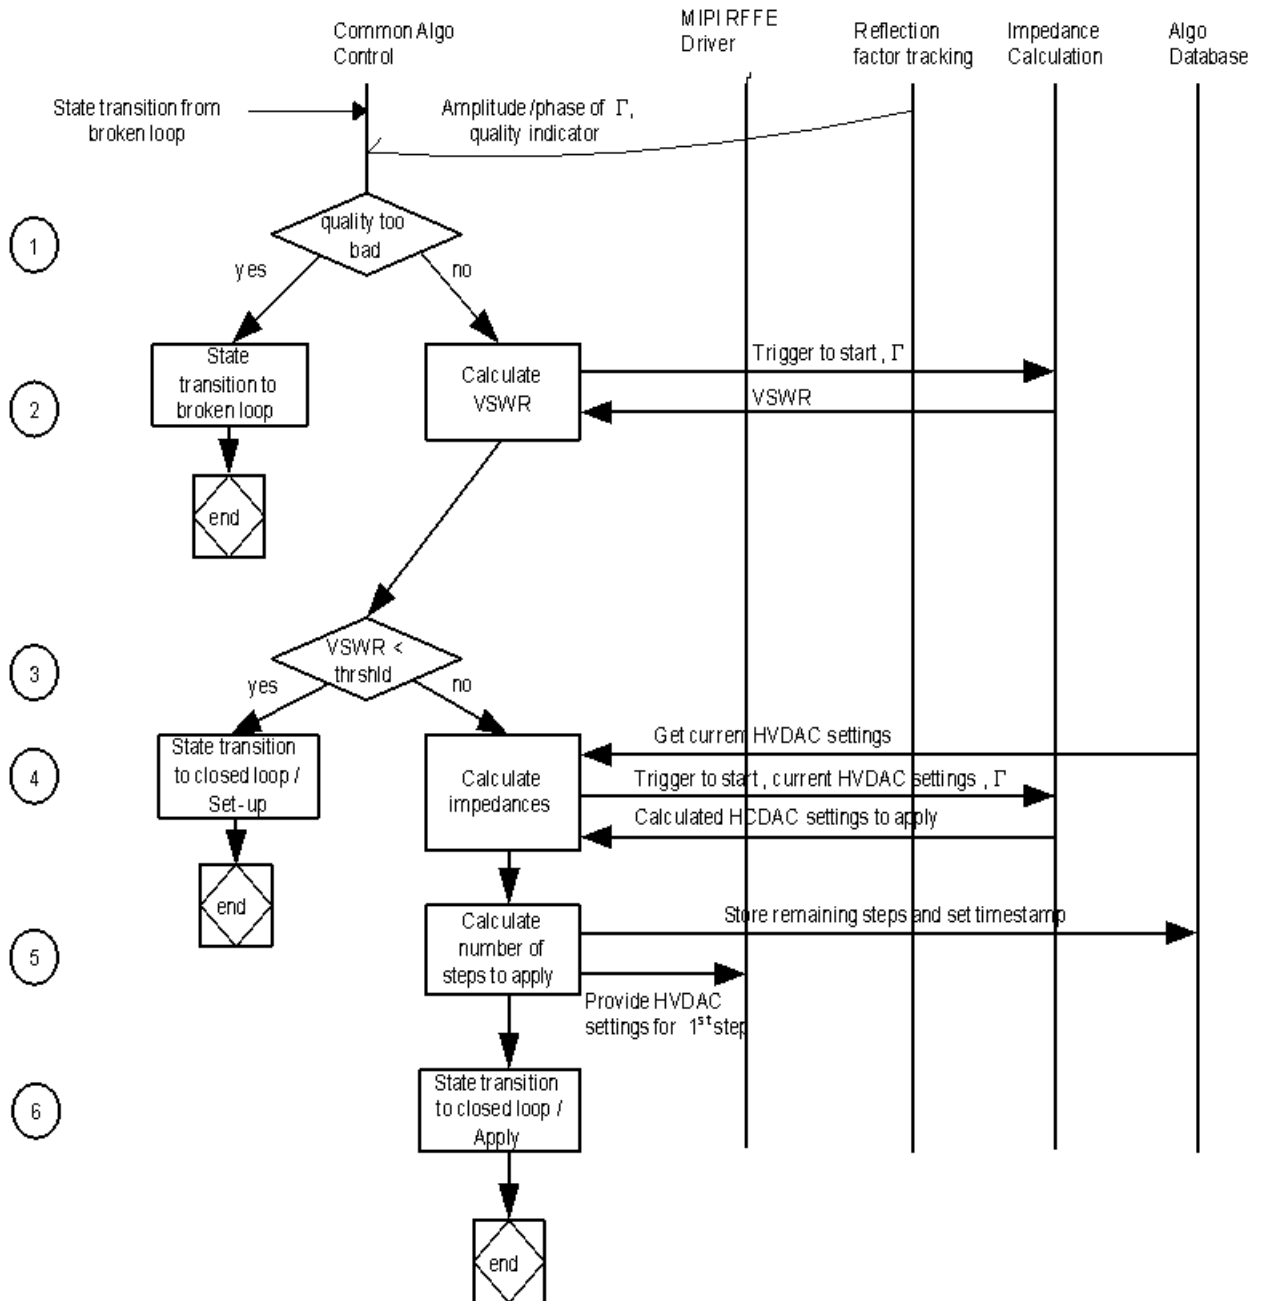 Common Algo
Control
MIPI RFFE
Driver
Reflection
factor tracking
Impedance
Calculation
Algo
Database
State transition from
broken loop
Amplitude/phase of Γ,
quality indicator
1
quality too
bad
yes
no
State
transition to
broken loop
Calculate
VSWR
Trigger to start, Γ
VSWR
2
end
3
VSWR <
thrshld
yes
no
4
State transition
to closed loop /
Set-up
Calculate
impedances
Get current HVDAC settings
Trigger to start, current HVDAC settings, Γ
Calculated HCDAC settings to apply
end
5
Calculate
number of
steps to apply
Store remaining steps and set timestamp
Provide HVDAC
settings for 1st step
6
State transition
to closed loop /
Apply
end